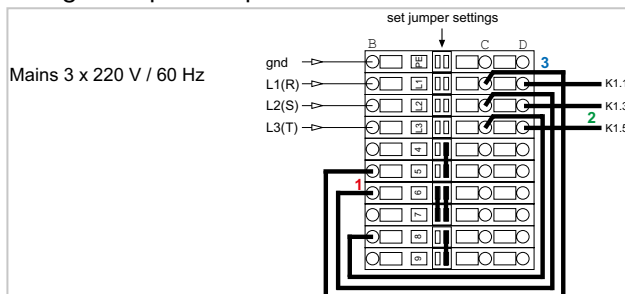 set jumper settings
B C D
gnd PE 3
Mains 3 x 220 V / 60 Hz
L1(R) L1 K1.1
L2(S) L2 K1.3
L3(T) L3 2 K1.5
4
5
1 6
7
8
9